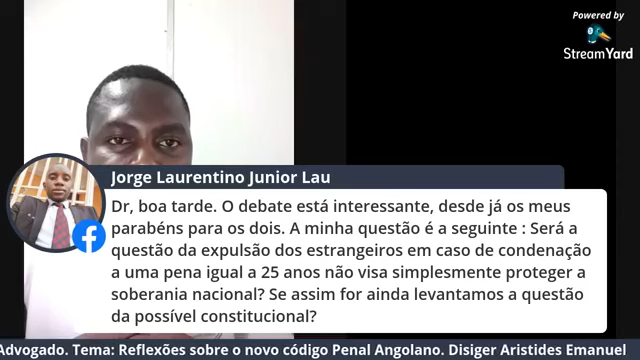 Powered by
StreamYard
Jorge Laurentino Junior Lau
Dr, boa tarde. O debate está interessante, desde já os meus
parabéns para os dois. A minha questão é a seguinte : Será a
questão da expulsão dos estrangeiros em caso de condenação
a uma pena igual a 25 anos não visa simplesmente proteger a
soberania nacional? Se assim for ainda levantamos a questão
da possível constitucional?
Advogado. Tema: Reflexões sobre o novo código Penal Angolano. Disiger Aristides Emanuel